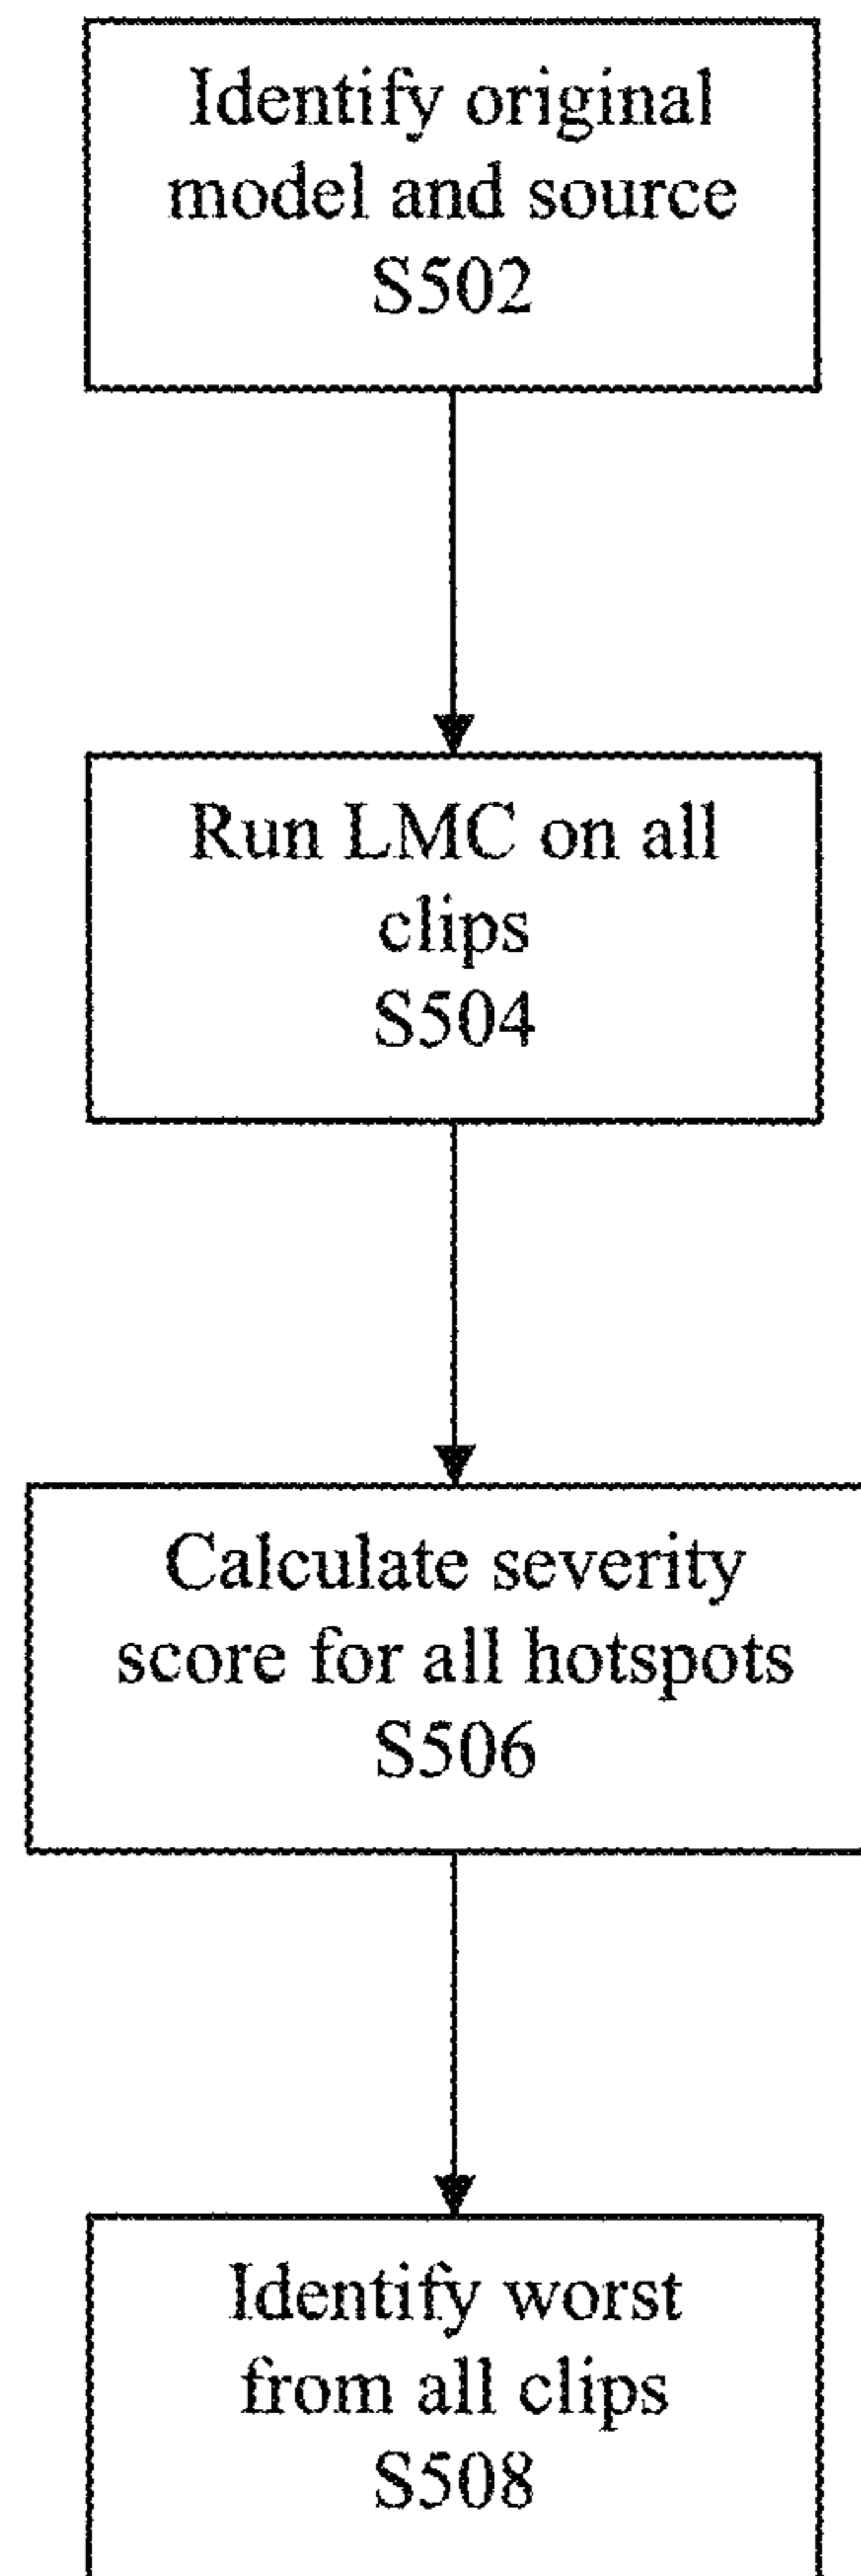 Identify original
model and source
S502
Run LMC on all
clips
S504
Calculate severity
score for all hotspots
S506
Identify worst
from all clips
S508